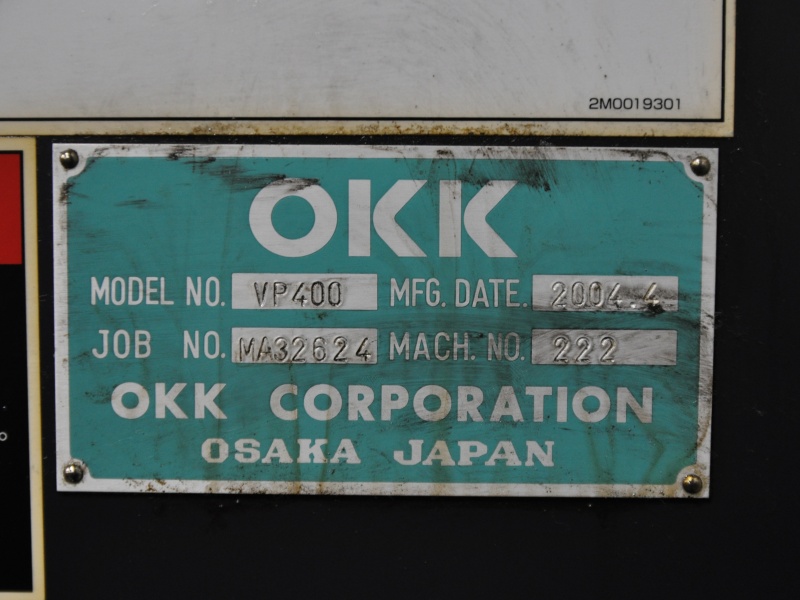 2M0019301
OKK
MODEL NO. VP400 MFG. DATE. 2004.4
JOB NO. MA32624 MACH. NO. 222
OKK CORPORATION
OSAKA JAPAN